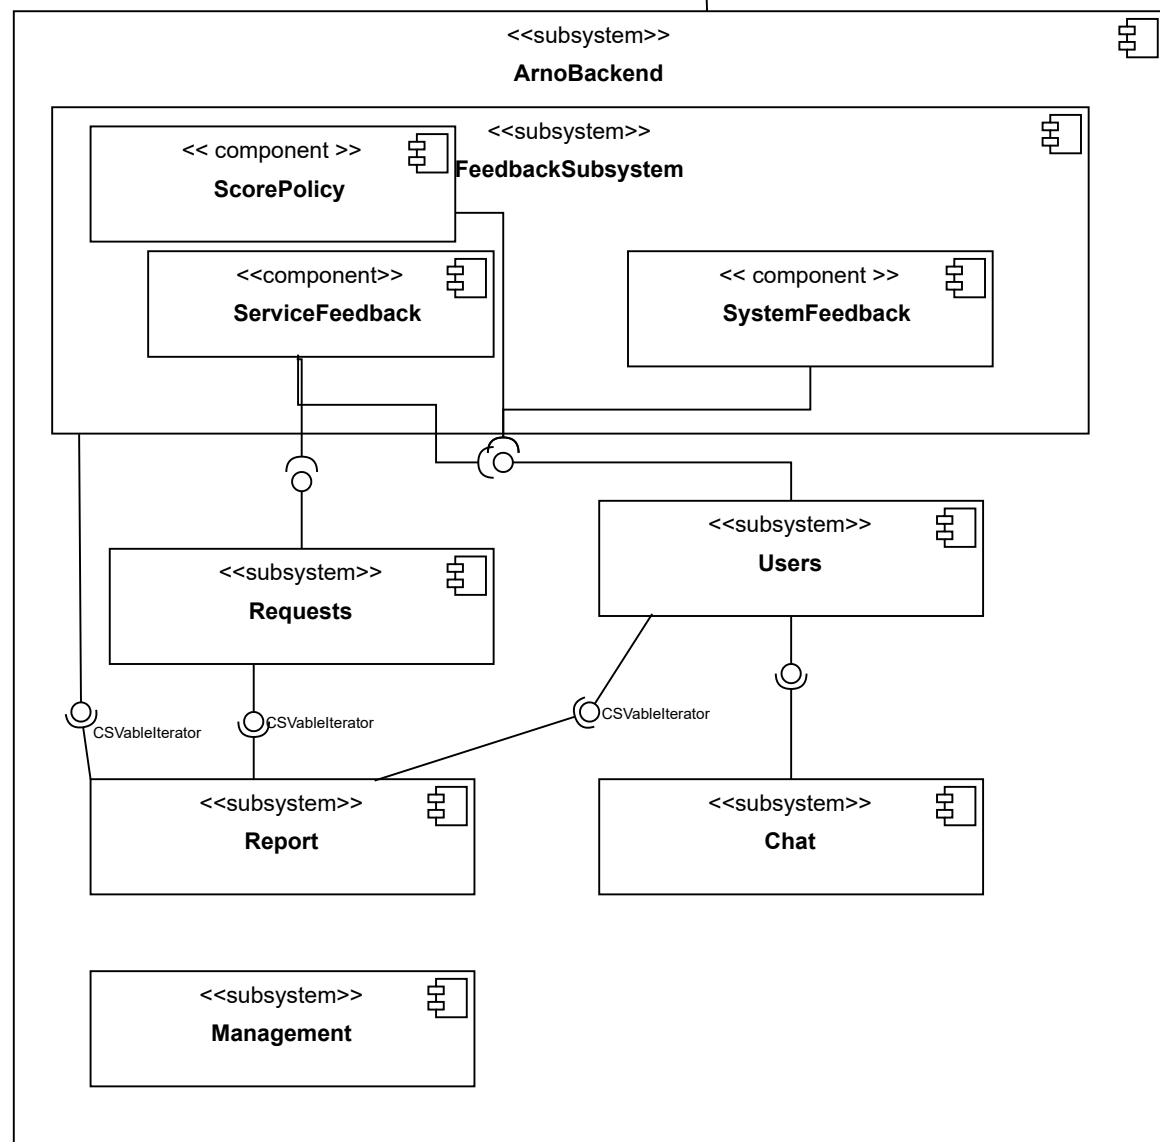 <<subsystem>>
ArnoBackend
<<subsystem>>
FeedbackSubsystem
<< component >>
ScorePolicy
<<component>>
ServiceFeedback
<< component >>
SystemFeedback
<<subsystem>>
Users
<<subsystem>>
Requests
CSVableIterator
CSVableIterator
CSVableIterator
<<subsystem>>
Report
<<subsystem>>
Chat
<<subsystem>>
Management